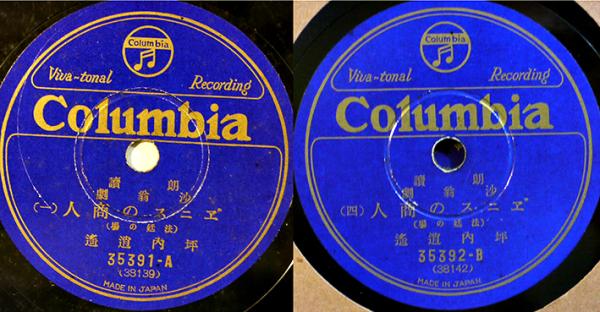 Columbia
Viva-tonal Recording
Columbia
朗讀
沙翁劇
ヹニスの商人 (一)
(法廷の場)
坪內逍遙
35391-A
(38139)
MADE IN JAPAN
Columbia
Viva-tonal Recording
Columbia
朗讀
沙翁劇
ヹニスの商人 (四)
(法廷の場)
坪內逍遙
35392-B
(38142)
MADE IN JAPAN